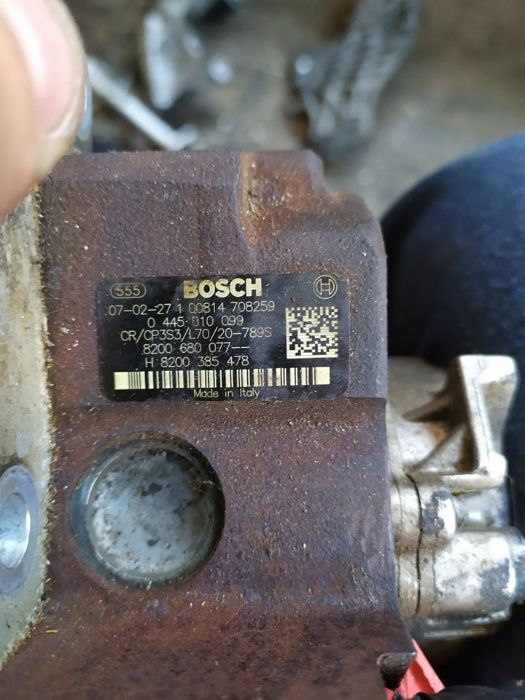 555 BOSCH
07-02-27 1 00814 708259
0 445 010 099
CR/CP3S3/L70/20-789S
8200 680 077--
H 8200 385 478
Made in Italy